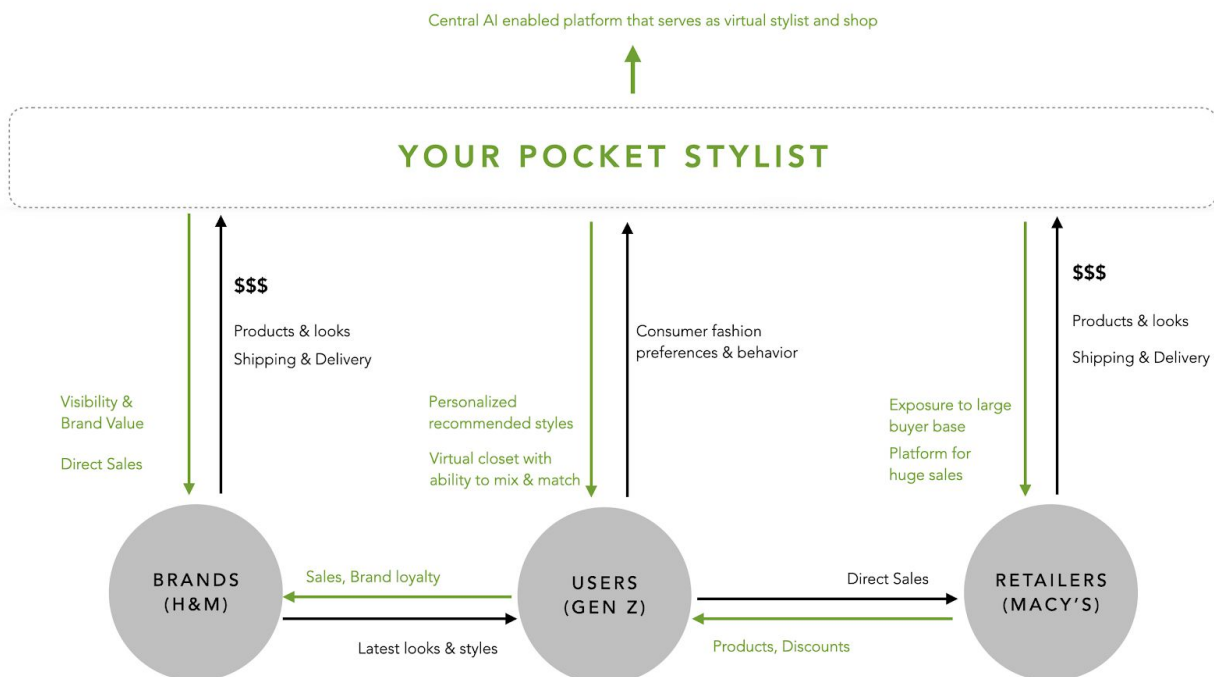 Central AI enabled platform that serves as virtual stylist and shop
YOUR POCKET STYLIST
$$$
Products & looks
Shipping & Delivery
Visibility &
Brand Value
Direct Sales
Consumer fashion
preferences & behavior
Personalized
recommended styles
Virtual closet with
ability to mix & match
$$$
Products & looks
Shipping & Delivery
Exposure to large
buyer base
Platform for
huge sales
BRANDS
(H&M)
Sales, Brand loyalty
Latest looks & styles
USERS
(GEN Z)
Direct Sales
Products, Discounts
RETAILERS
(MACY'S)